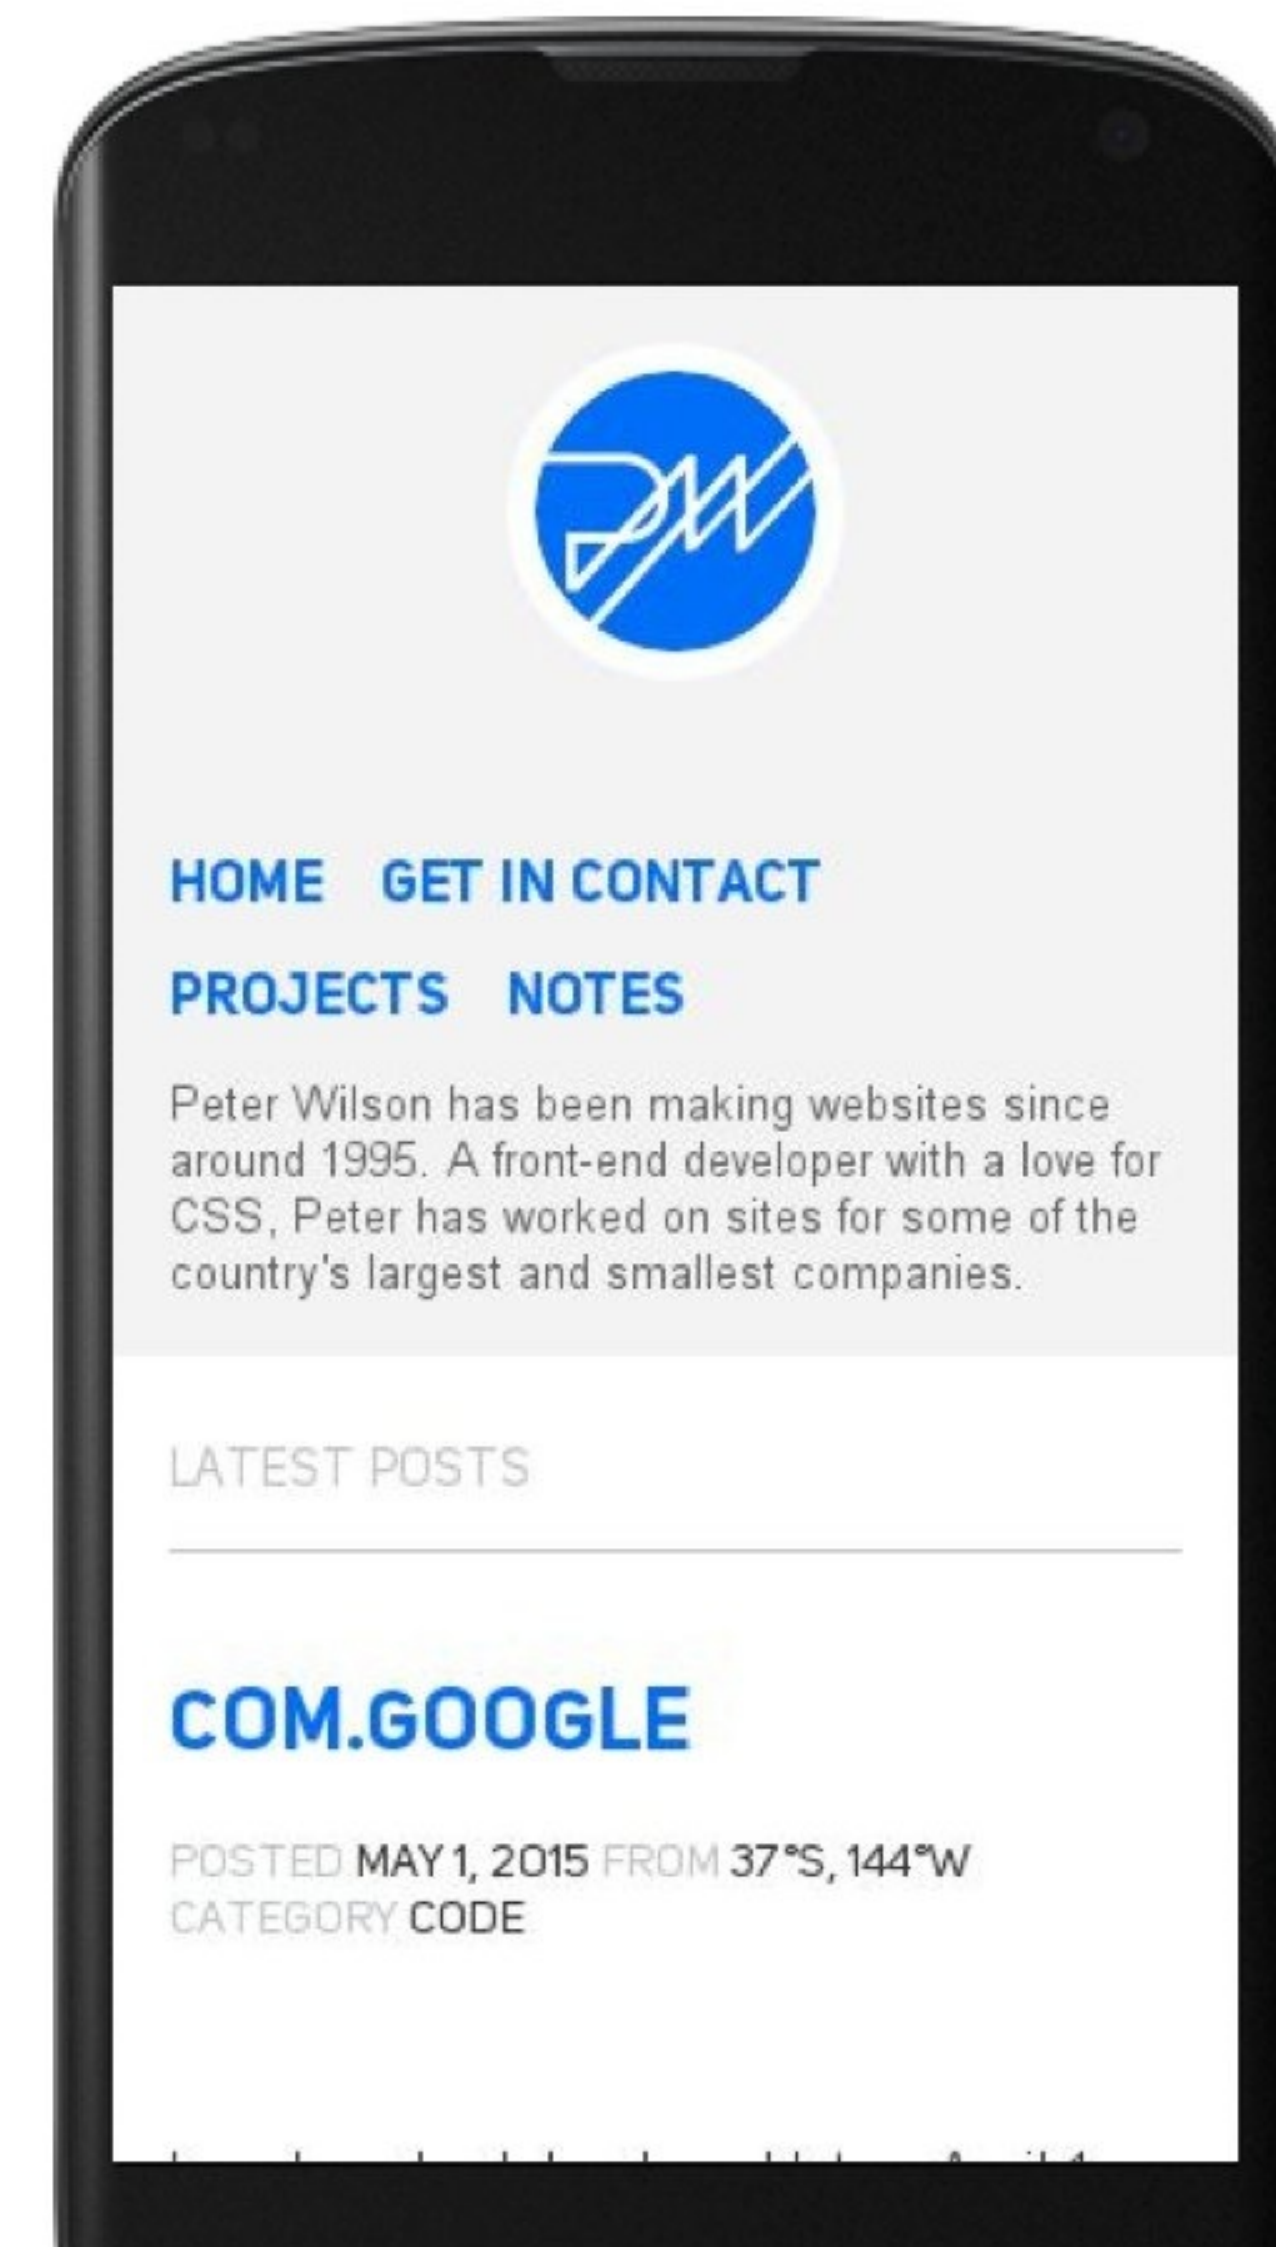 PW
HOME GET IN CONTACT
PROJECTS NOTES
Peter Wilson has been making websites since
around 1995. A front-end developer with a love for
CSS, Peter has worked on sites for some of the
country's largest and smallest companies.
LATEST POSTS
COM.GOOGLE
POSTED MAY 1, 2015 FROM 37°S, 144°W
CATEGORY CODE